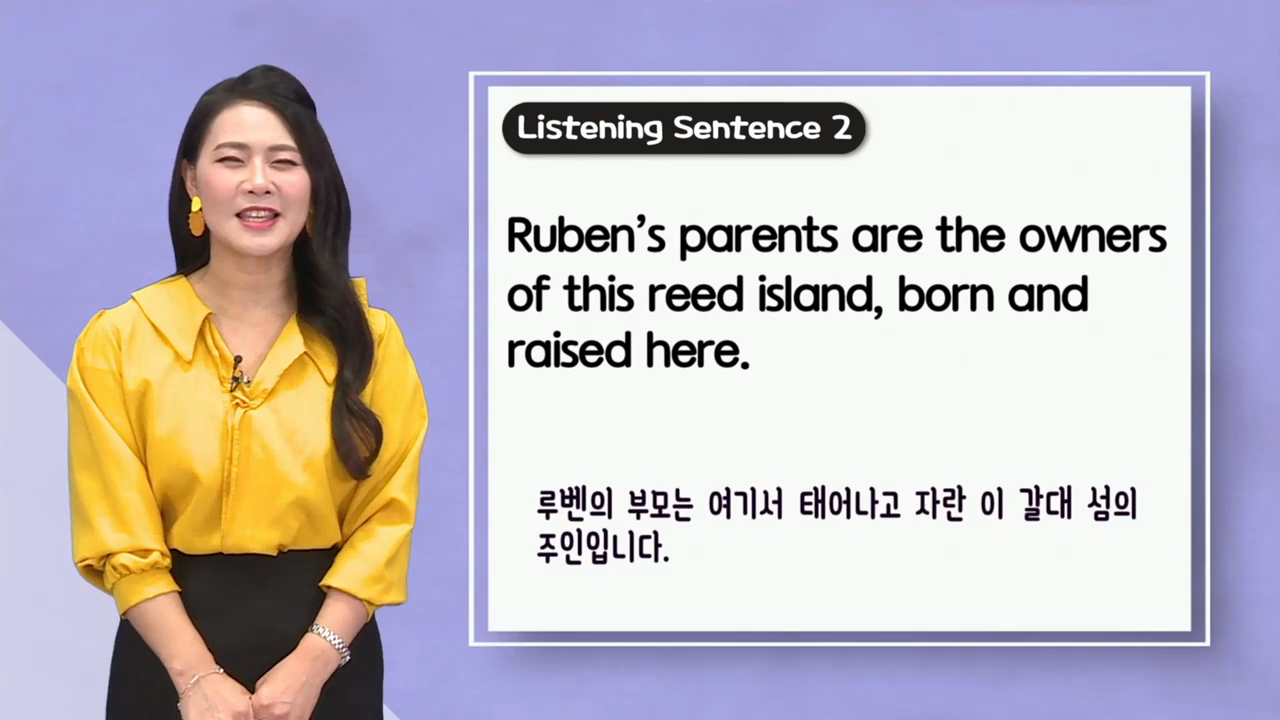 Listening Sentence 2
Ruben’s parents are the owners
of this reed island, born and
raised here.
루벤의 부모는 여기서 태어나고 자란 이 갈대 섬의
주인입니다.